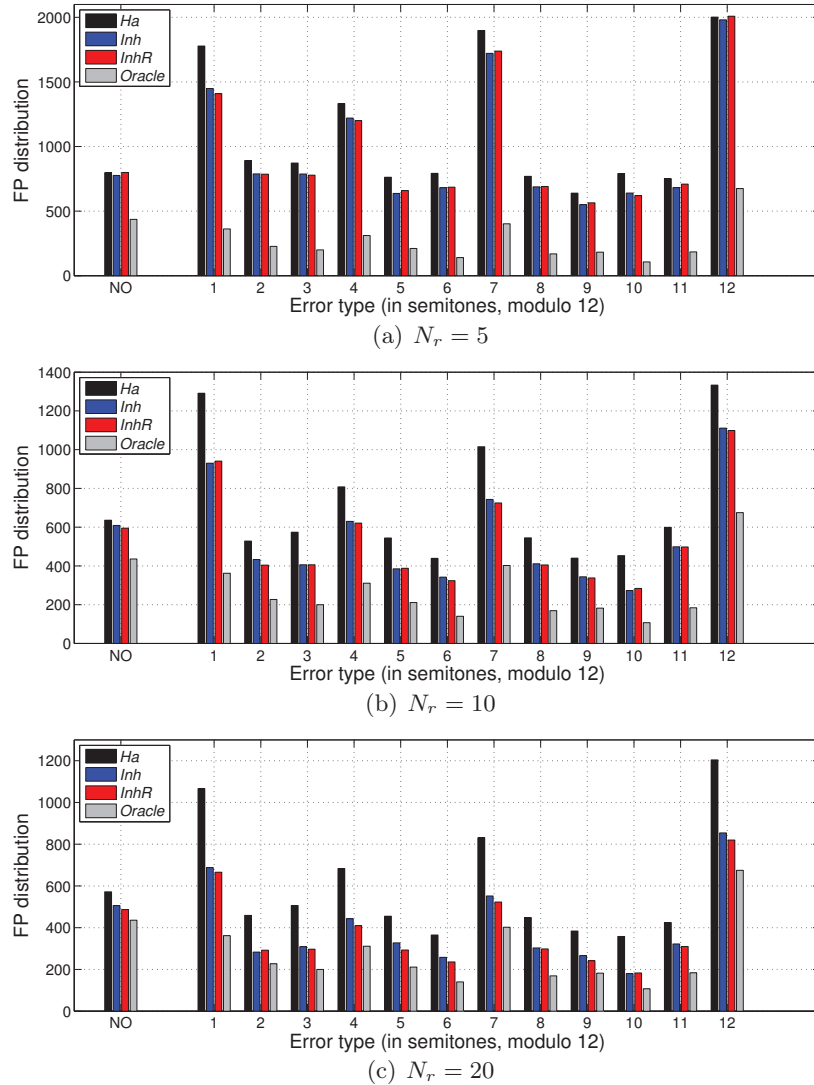 2000
1500
1000
500
0
FP distribution
Ha
Inh
InhR
Oracle
NO 1 2 3 4 5 6 7 8 9 10 11 12
Error type (in semitones, modulo 12)
(a) N_r = 5
1400
1200
1000
800
600
400
200
0
FP distribution
Ha
Inh
InhR
Oracle
NO 1 2 3 4 5 6 7 8 9 10 11 12
Error type (in semitones, modulo 12)
(b) N_r = 10
1200
1000
800
600
400
200
0
FP distribution
Ha
Inh
InhR
Oracle
NO 1 2 3 4 5 6 7 8 9 10 11 12
Error type (in semitones, modulo 12)
(c) N_r = 20